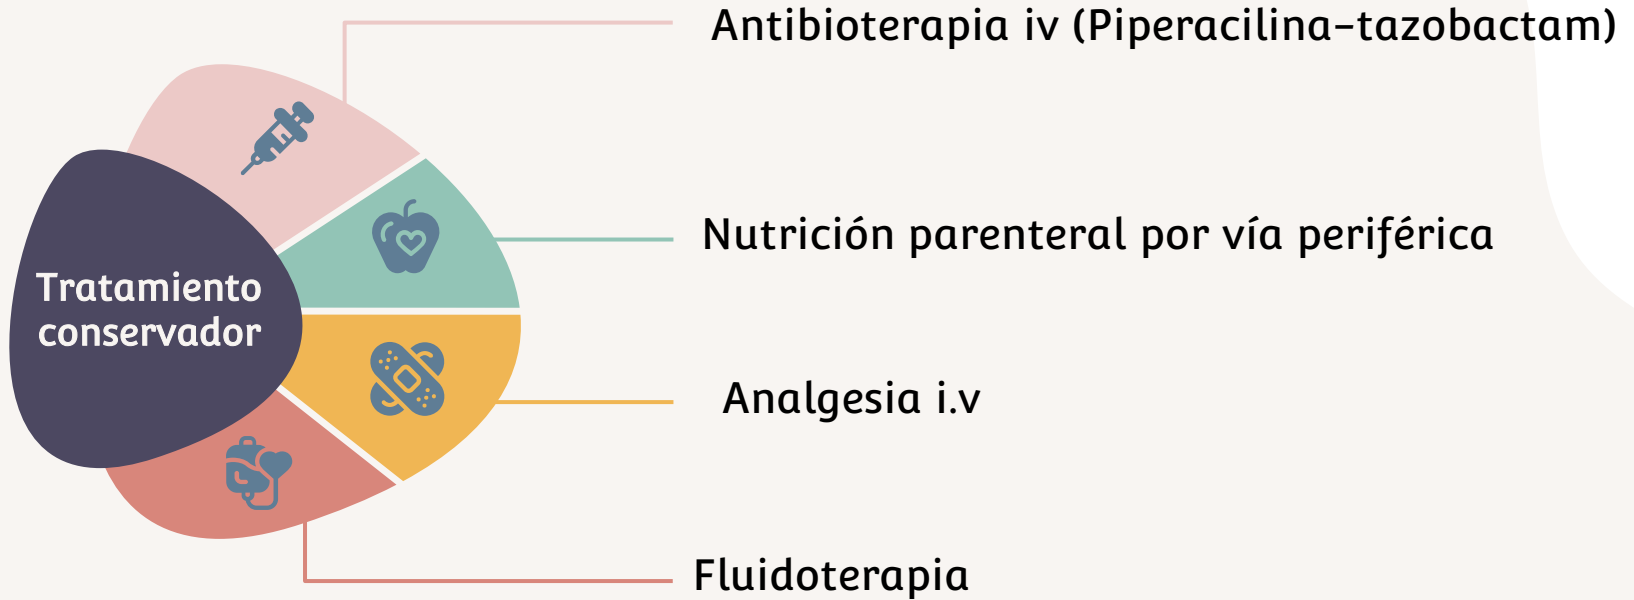 Antibioterapia iv (Piperacilina-tazobactam)
Nutrición parenteral por vía periférica
Tratamiento
conservador
Analgesia i.v
Fluidoterapia